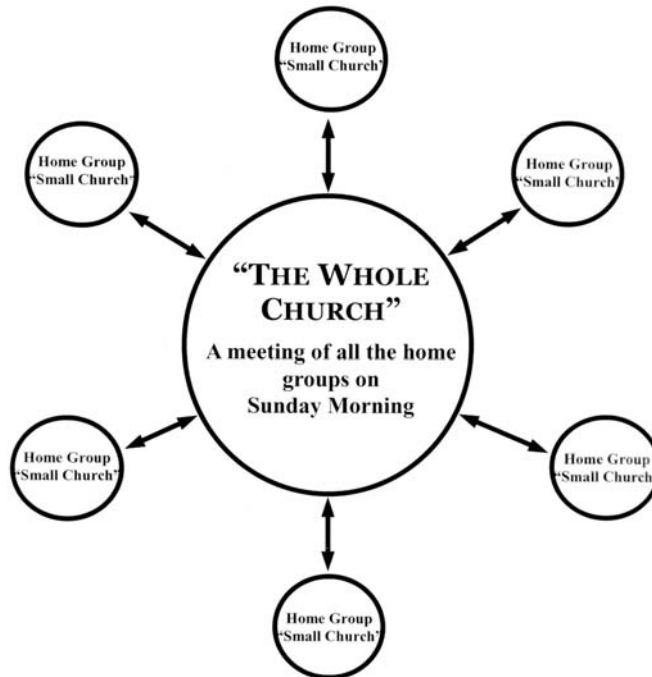 Home Group
“Small Church”
Home Group
“Small Church”
Home Group
“Small Church”
“THE WHOLE
CHURCH”
A meeting of all the home
groups on
Sunday Morning
Home Group
“Small Church”
Home Group
“Small Church
Home Group
“Small Church”